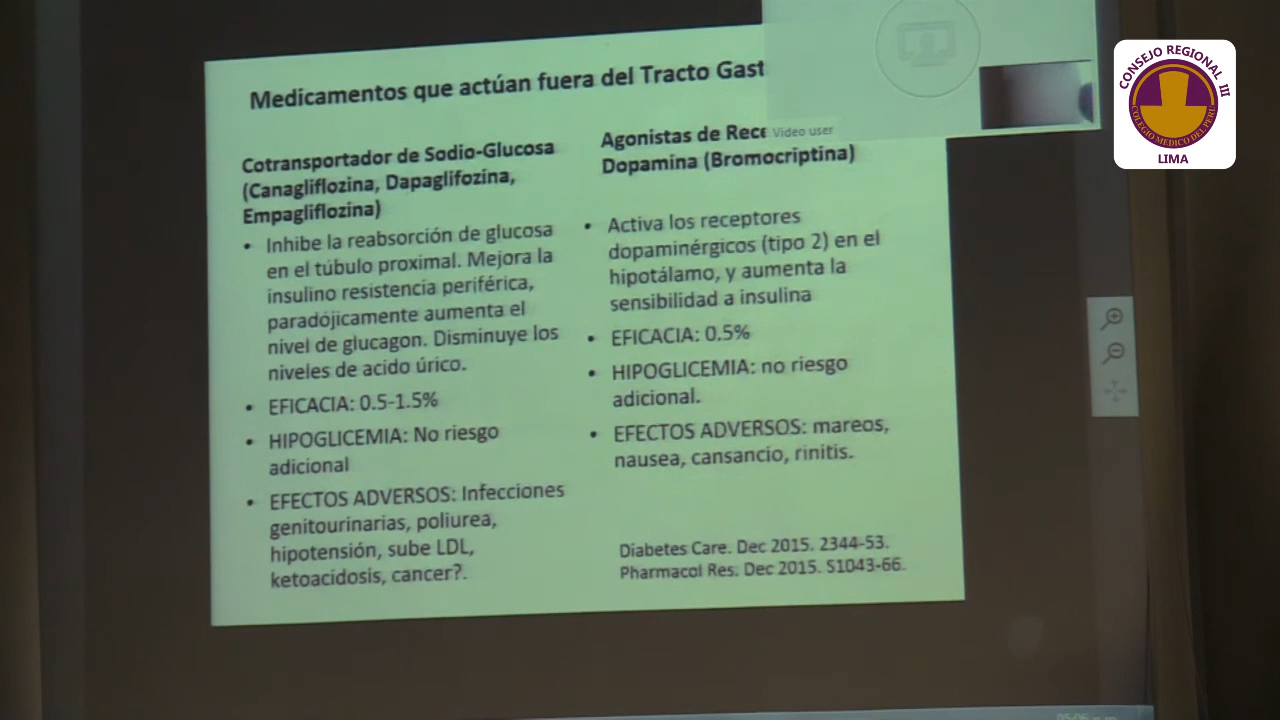 Medicamentos que actúan fuera del Tracto Gast
Cotransportador de Sodio-Glucosa
(Canagliflozina, Dapaglifozina,
Empagliflozina)
• Inhibe la reabsorción de glucosa
en el túbulo proximal. Mejora la
insulino resistencia periférica,
paradójicamente aumenta el
nivel de glucagon. Disminuye los
niveles de acido úrico.
• EFICACIA: 0.5-1.5%
• HIPOGLICEMIA: No riesgo
adicional
• EFECTOS ADVERSOS: Infecciones
genitourinarias, poliurea,
hipotensión, sube LDL,
ketoacidosis, cancer?.
Agonistas de Rece
Dopamina (Bromocriptina)
• Activa los receptores
dopaminérgicos (tipo 2) en el
hipotálamo, y aumenta la
sensibilidad a insulina
• EFICACIA: 0.5%
• HIPOGLICEMIA: no riesgo
adicional.
• EFECTOS ADVERSOS: mareos,
nausea, cansancio, rinitis.
Diabetes Care. Dec 2015. 2344-53.
Pharmacol Res. Dec 2015. S1043-66.
Video user
CONSEJO REGIONAL III
COLEGIO MEDICO DEL PERU
LIMA